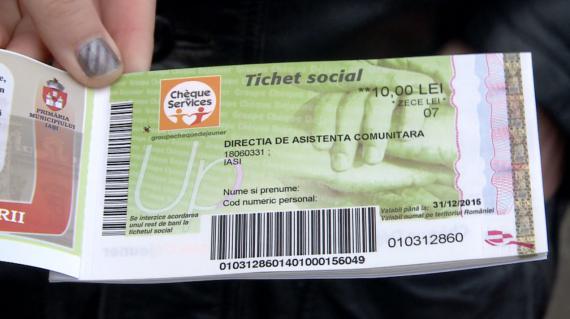 PRIMĂRIA
MUNICIPIULUI
IAȘI
RII
Chèque
Services
groupechequedejeuner
Tichet social
**10,00 LEI
* ZECE LEI *
07
Up
DIRECTIA DE ASISTENTA COMUNITARA
18060331 ;
IASI
Nume si prenume:
Cod numeric personal:
Se interzice acordarea
unui rest de bani la
tichetul social
Valabil până la: 31/12/2015
Valabil numai pe teritoriul României
010312860
0103128601401000156049